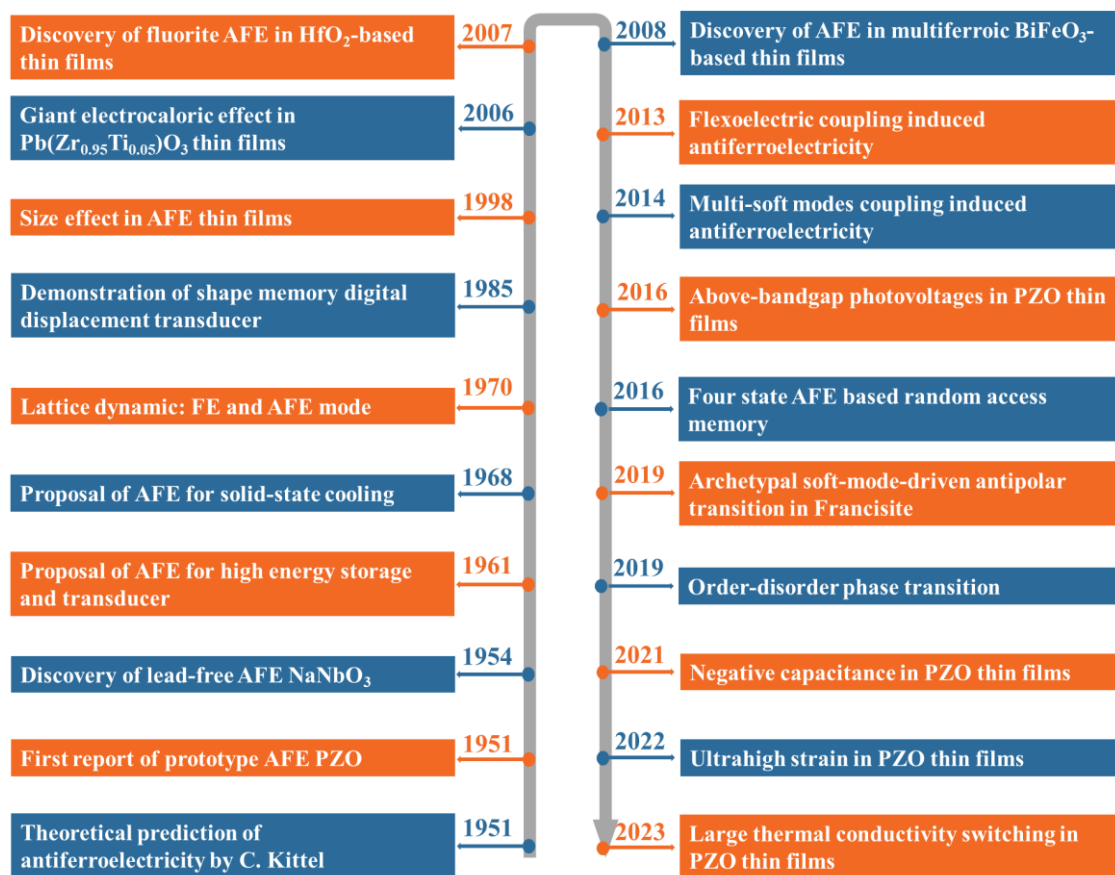 2007
Discovery of fluorite AFE in HfO₂-based
thin films
2006
Giant electrocaloric effect in
Pb(Zr₀.₉₅Ti₀.₀₅)O₃ thin films
1998
Size effect in AFE thin films
1985
Demonstration of shape memory digital
displacement transducer
1970
Lattice dynamic: FE and AFE mode
1968
Proposal of AFE for solid-state cooling
1961
Proposal of AFE for high energy storage
and transducer
1954
Discovery of lead-free AFE NaNbO₃
1951
First report of prototype AFE PZO
1951
Theoretical prediction of
antiferroelectricity by C. Kittel
2008
Discovery of AFE in multiferroic BiFeO₃-
based thin films
2013
Flexoelectric coupling induced
antiferroelectricity
2014
Multi-soft modes coupling induced
antiferroelectricity
2016
Above-bandgap photovoltages in PZO thin
films
2016
Four state AFE based random access
memory
2019
Archetypal soft-mode-driven antipolar
transition in Francisite
2019
Order-disorder phase transition
2021
Negative capacitance in PZO thin films
2022
Ultrahigh strain in PZO thin films
2023
Large thermal conductivity switching in
PZO thin films